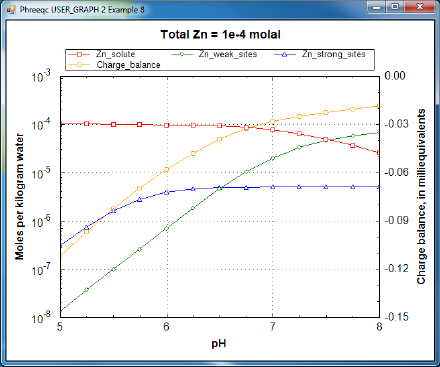 Phreeqc USER_GRAPH 2 Example 8
Total Zn = 1e-4 molal
Zn_solute Zn_weak_sites Zn_strong_sites
Charge_balance
10-3
10-4
10-5
10-6
10-7
10-8
Moles per kilogram water
0.00
-0.03
-0.06
-0.09
-0.12
-0.15
Charge balance, in milliequivalents
5 6 7 8
pH